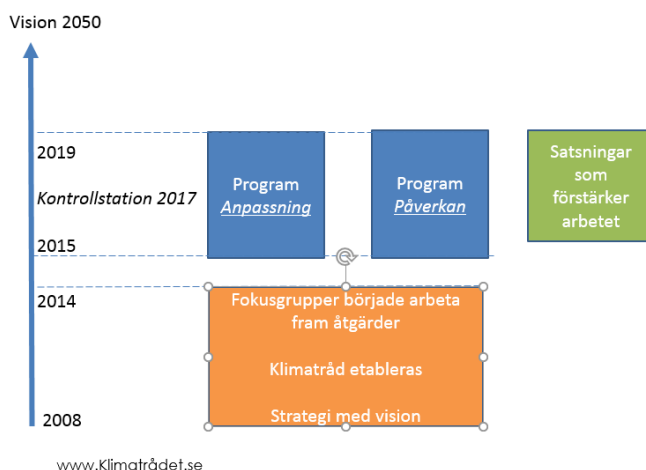 Vision 2050
2019
Kontrollstation 2017
2015
2014
2008
Program
Anpassning
Program
Påverkan
Satsningar
som
förstärker
arbetet
Fokusgrupper började arbeta
fram åtgärder
Klimatråd etableras
Strategi med vision
www.Klimatrådet.se